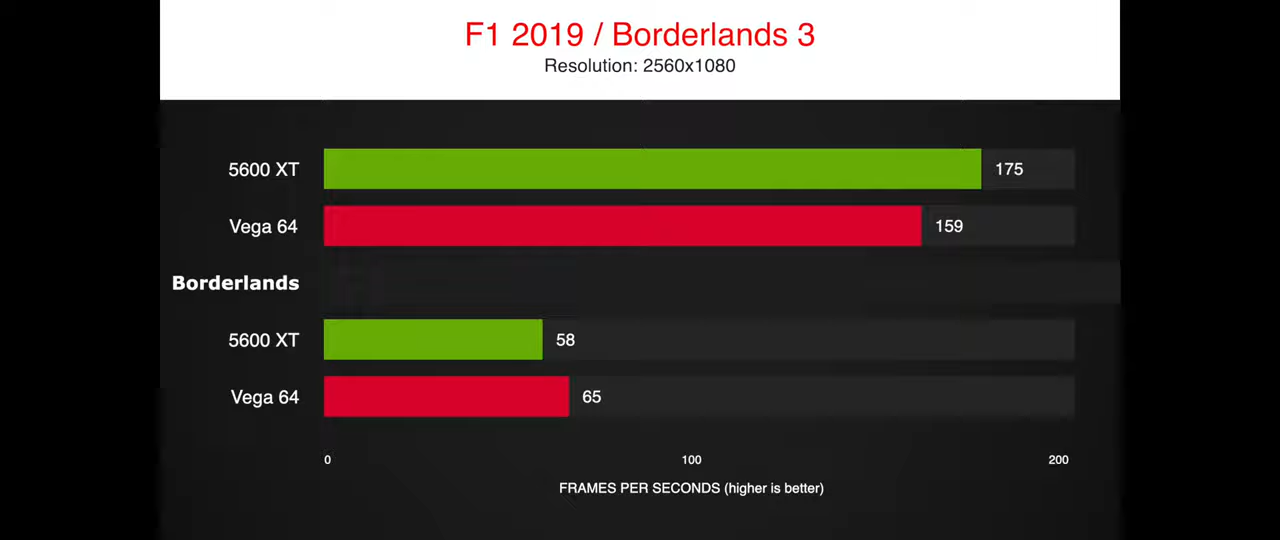 F1 2019 / Borderlands 3
Resolution: 2560x1080
5600 XT 175
Vega 64 159
Borderlands
5600 XT 58
Vega 64 65
0 100 200
FRAMES PER SECONDS (higher is better)